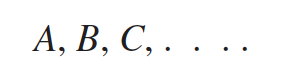 A, B, C, . . . .